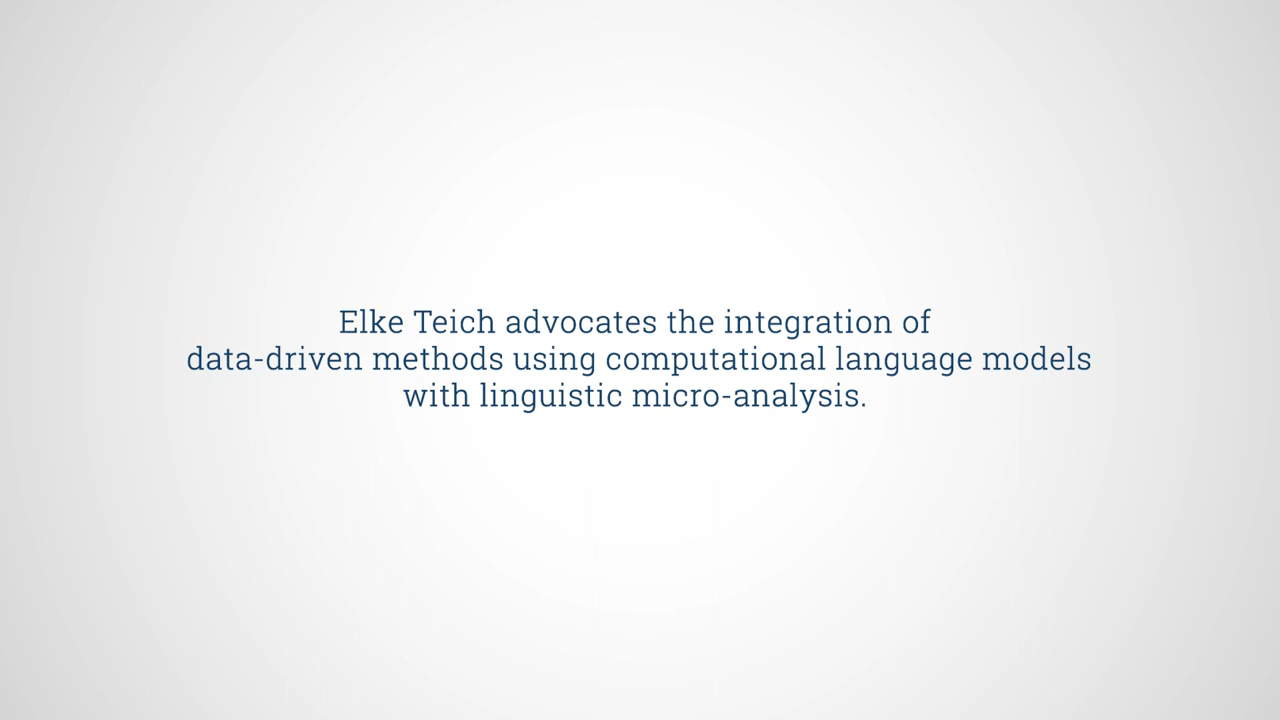 Elke Teich advocates the integration of
data-driven methods using computational language models
with linguistic micro-analysis.